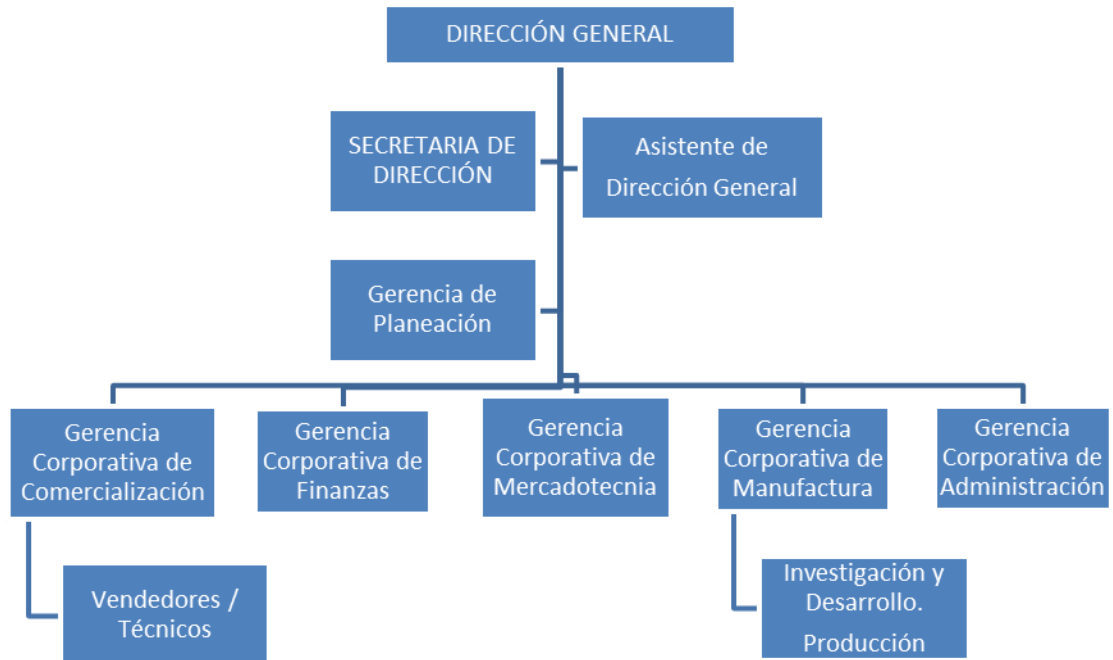 DIRECCIÓN GENERAL
SECRETARIA DE
DIRECCIÓN
Asistente de
Dirección General
Gerencia de
Planeación
Gerencia
Corporativa de
Comercialización
Gerencia
Corporativa de
Finanzas
Gerencia
Corporativa de
Mercadotecnia
Gerencia
Corporativa de
Manufactura
Gerencia
Corporativa de
Administración
Vendedores /
Técnicos
Investigación y
Desarrollo.
Producción